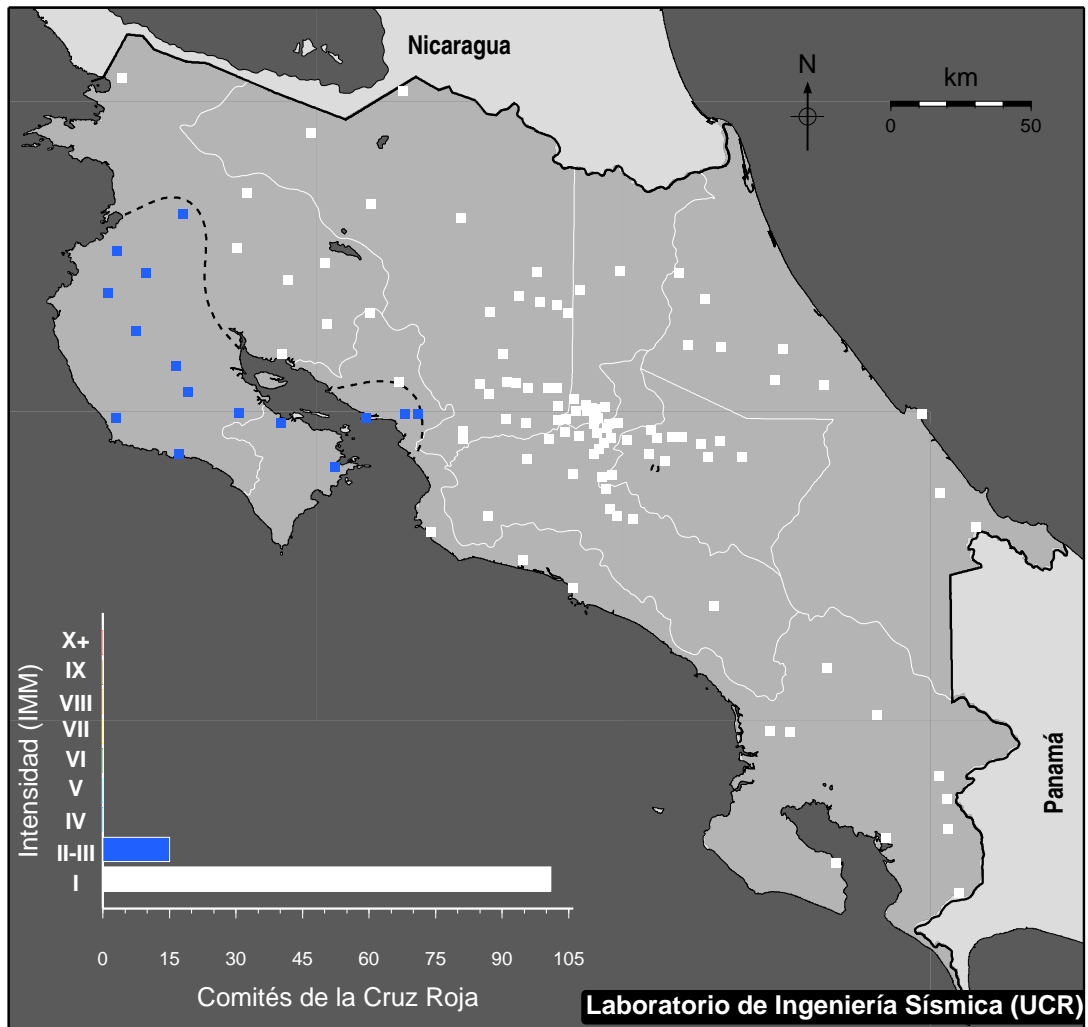 Nicaragua
N
km
0 50
Panamá
Intensidad (IMM)
X+
IX
VIII
VII
VI
V
IV
II-III
I
0 15 30 45 60 75 90 105
Comités de la Cruz Roja
Laboratorio de Ingeniería Sísmica (UCR)